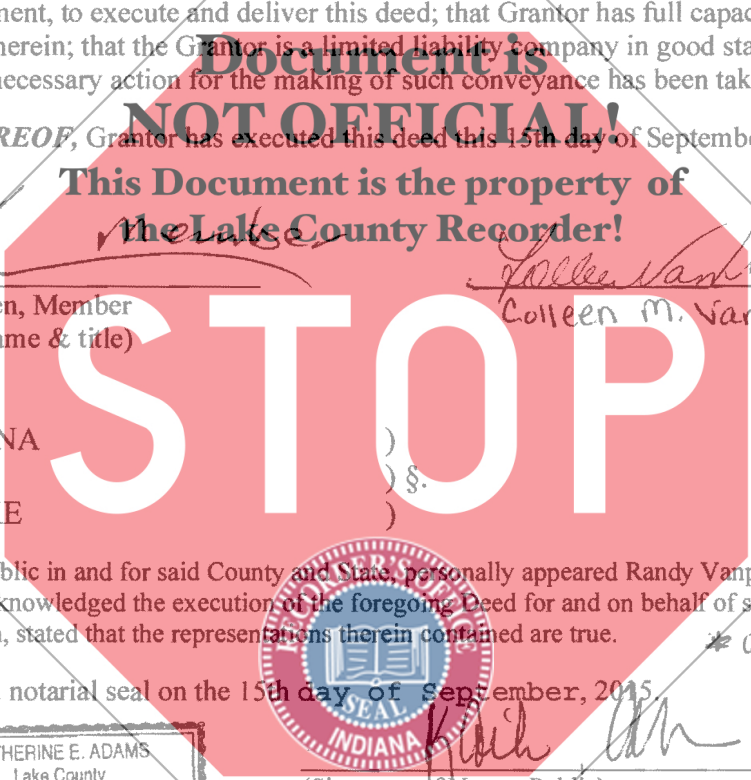 ment, to execute and deliver this deed; that Grantor has full capac
herein; that the Grantor is a limited liability company in good sta
necessary action for the making of such conveyance has been tak
Document is
NOT OFFICIAL!
REOF, Grantor has executed this deed this 15th day of Septembe
This Document is the property of
the Lake County Recorder!
Member
en, Member
ame & title)
Colleen M. Van
STOP
NA )
) §.
E )
blic in and for said County and State, personally appeared Randy Vanp
knowledged the execution of the foregoing Deed for and on behalf of s
, stated that the representations therein contained are true.
notarial seal on the 15th day of September, 2015.
RECORDER'S OFFICE
SEAL
INDIANA
THERINE E. ADAMS
Lake County